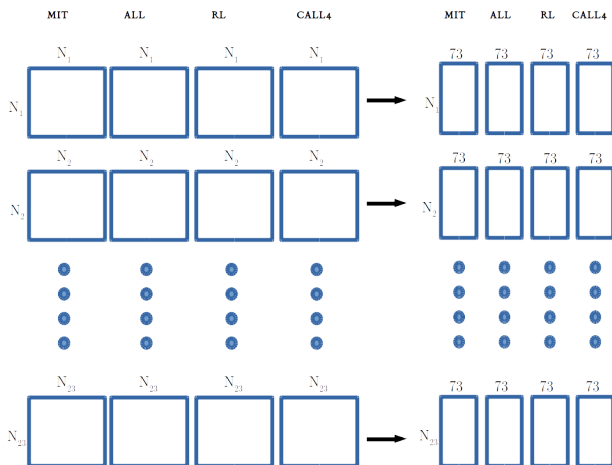 MIT ALL RL CALL4 MIT ALL RL CALL4
N₁ N₁ N₁ N₁ 73 73 73 73
N₁ N₁
N₂ N₂ N₂ N₂ 73 73 73 73
N₂ N₂
N₂₃ N₂₃ N₂₃ N₂₃ 73 73 73 73
N₂₃ N₂₃